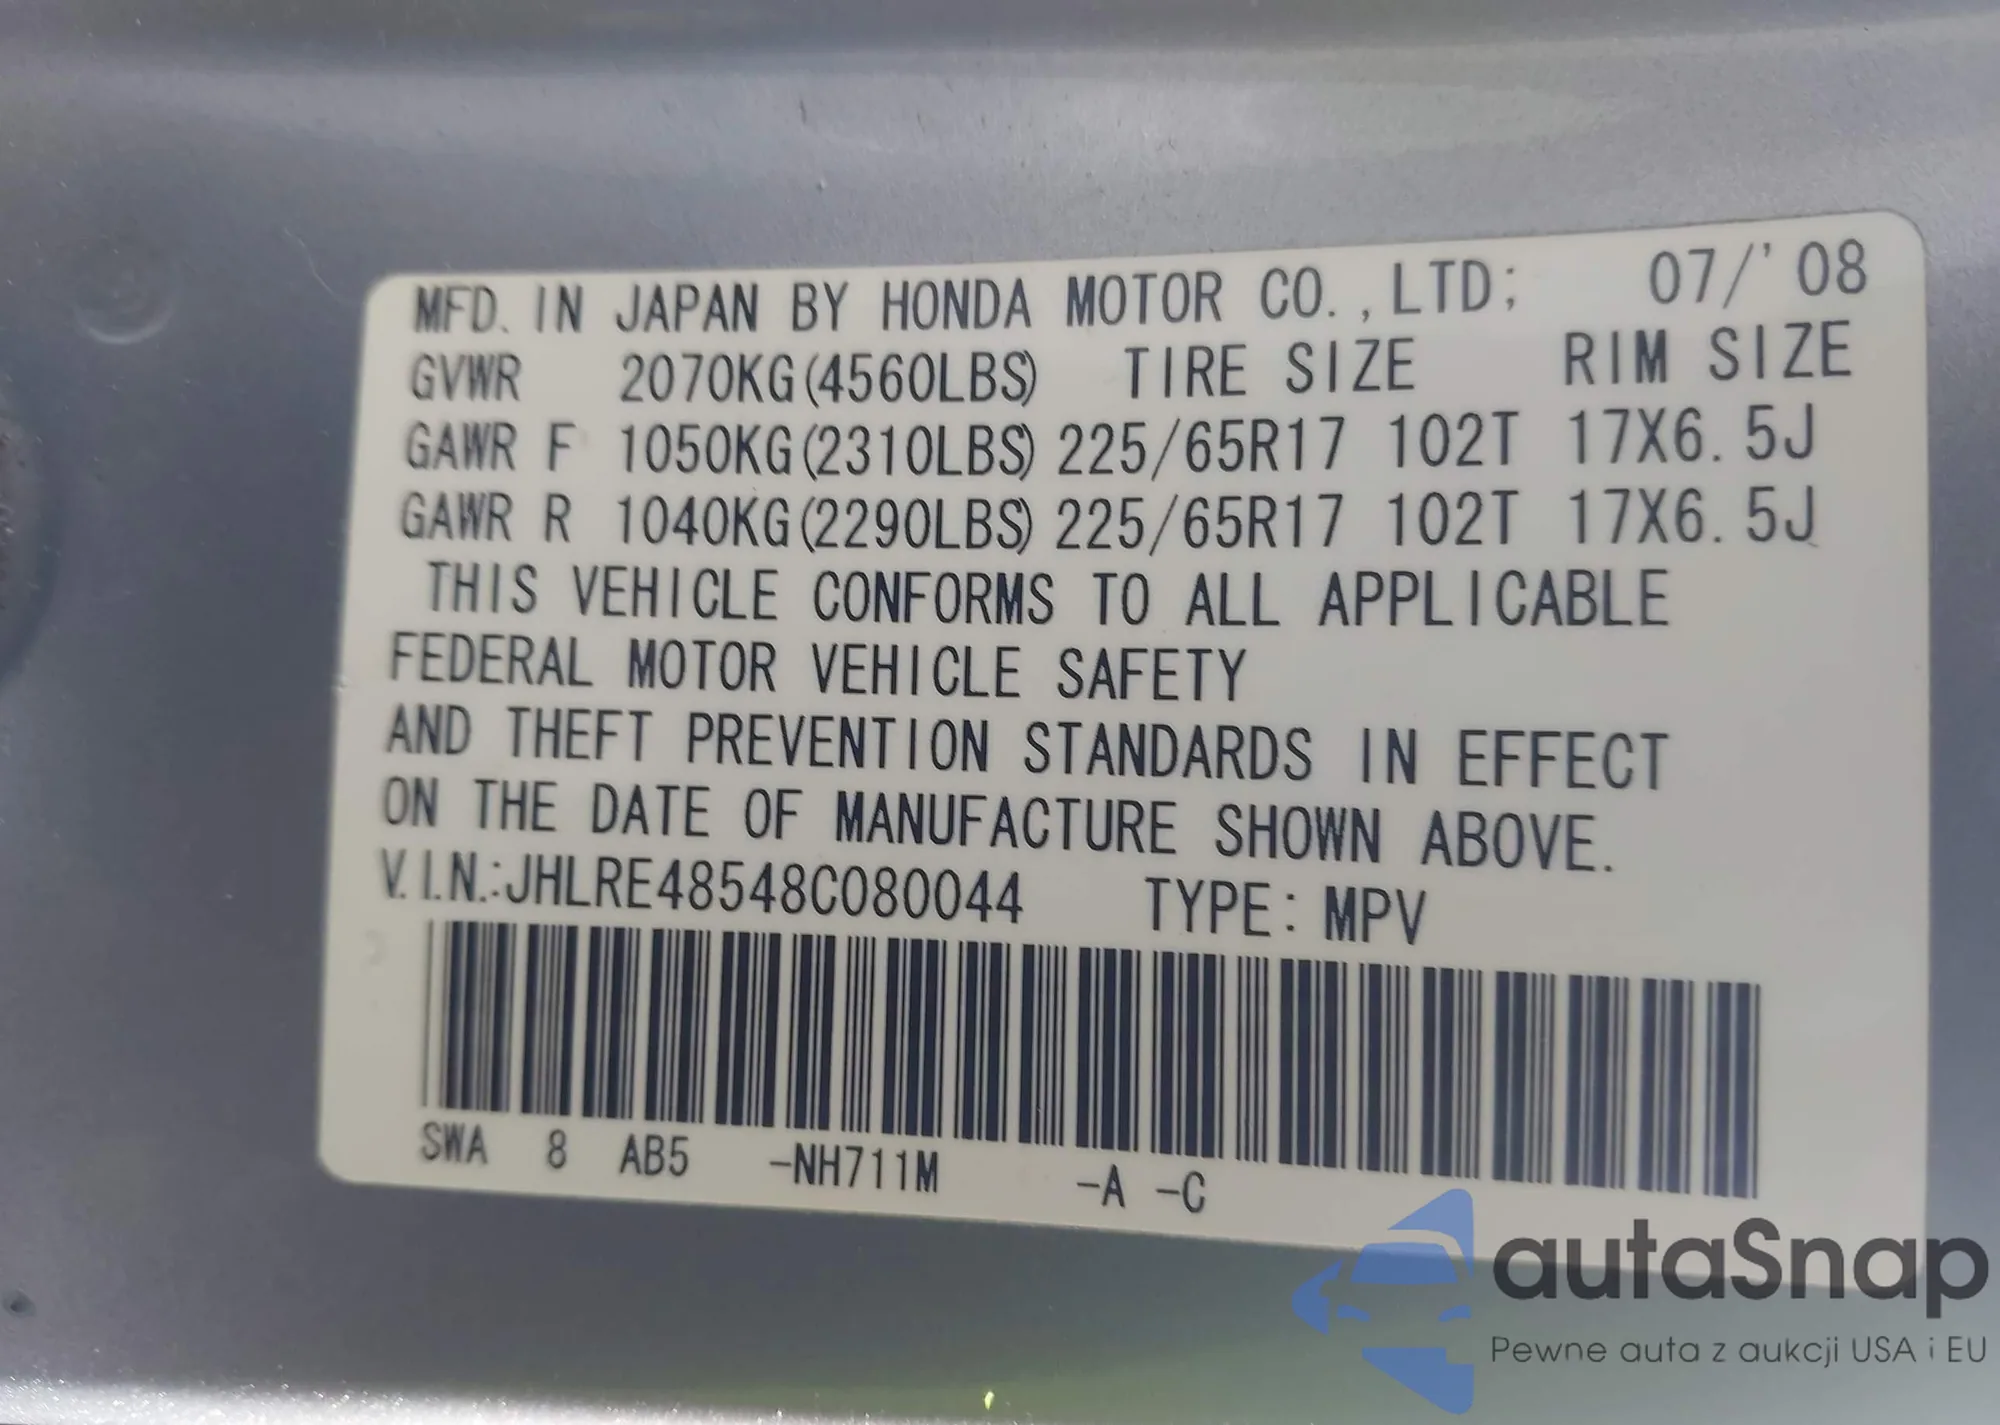 MFD. IN JAPAN BY HONDA MOTOR CO.,LTD; 07/'08
GVWR 2070KG(4560LBS) TIRE SIZE RIM SIZE
GAWR F 1050KG(2310LBS) 225/65R17 102T 17X6.5J
GAWR R 1040KG(2290LBS) 225/65R17 102T 17X6.5J
THIS VEHICLE CONFORMS TO ALL APPLICABLE
FEDERAL MOTOR VEHICLE SAFETY
AND THEFT PREVENTION STANDARDS IN EFFECT
ON THE DATE OF MANUFACTURE SHOWN ABOVE.
V.I.N.:JHLRE48548C080044 TYPE: MPV
SWA 8 AB5 -NH711M -A -C
autaSnap
Pewne auta z aukcji USA i EU